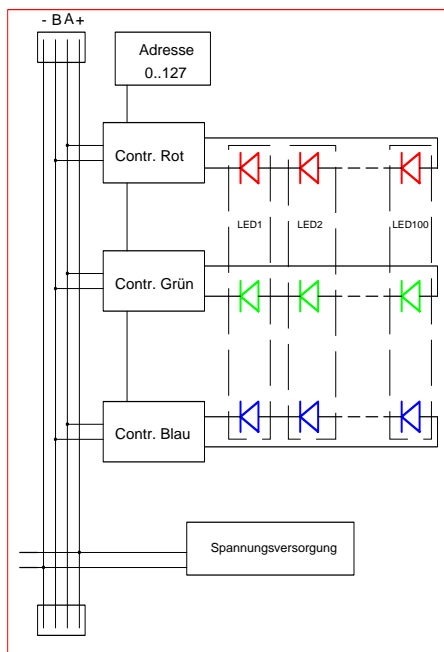 - B A +
Adresse
0..127
Contr. Rot
LED1
LED2
LED100
Contr. Grün
Contr. Blau
Spannungsversorgung